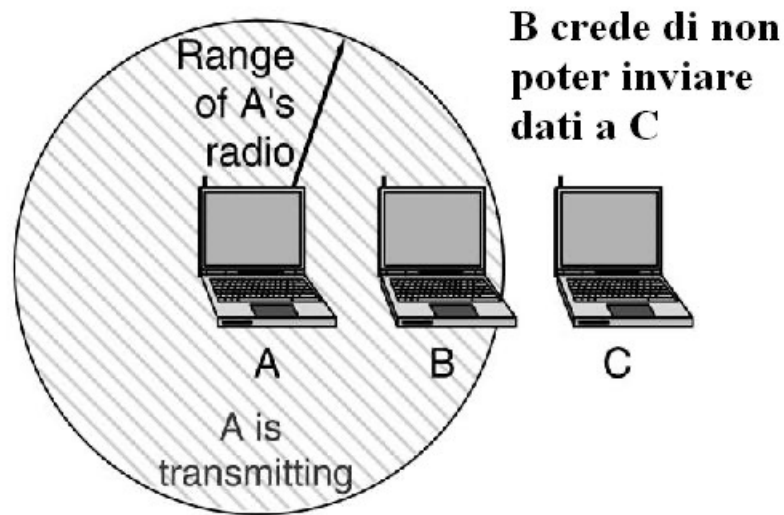 B crede di non
poter inviare
dati a C
Range
of A's
radio
A
B
C
A is
transmitting